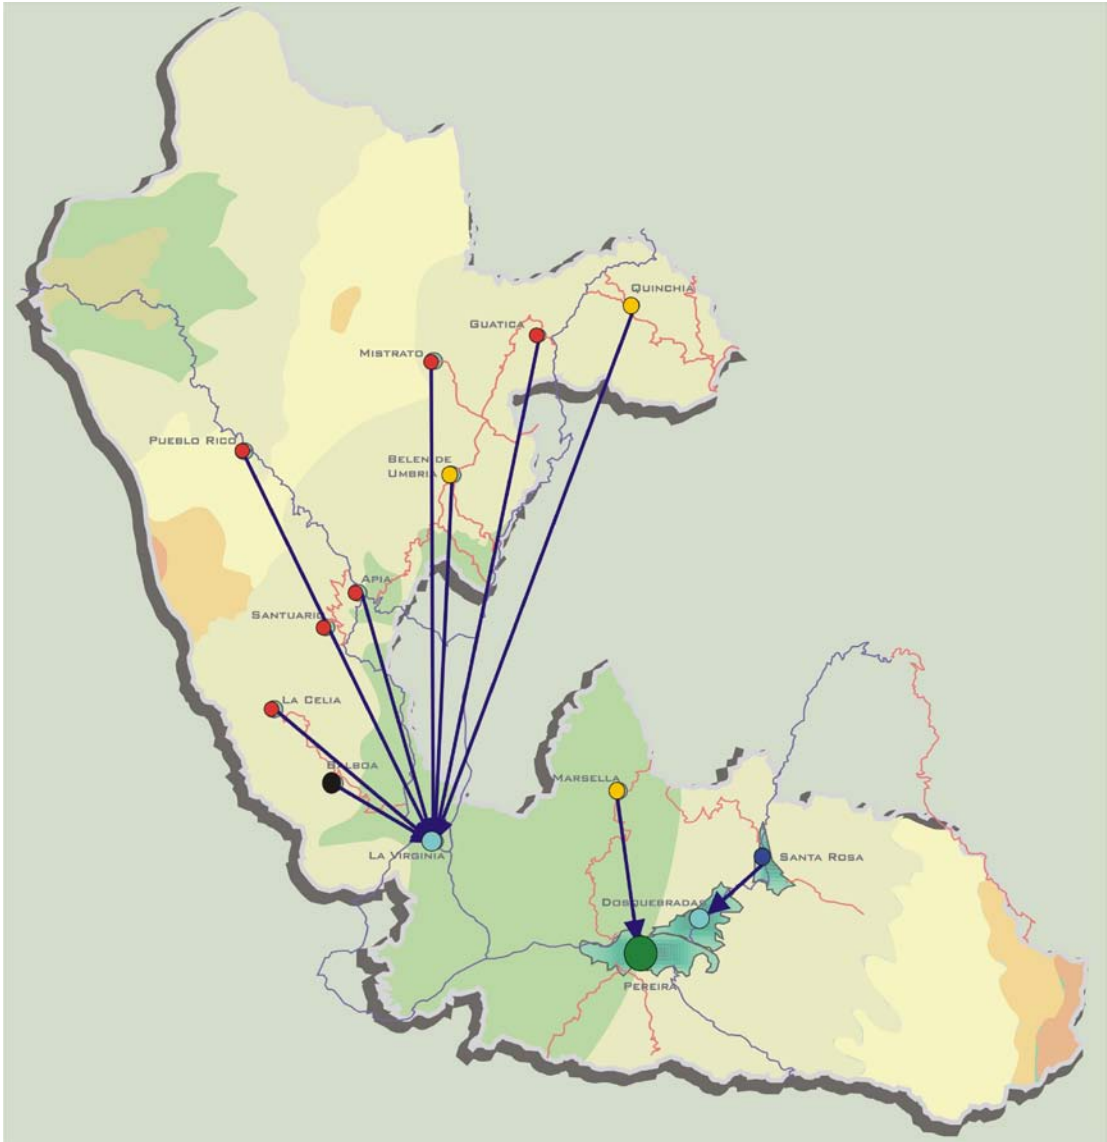 QUINCHIA
GUATICA
MISTRATO
PUEBLO RICO
BELEN DE
UMBRIA
APIA
SANTUARIO
LA CELIA
BALBOA
MARSELLA
LA VIRGINIA
SANTA ROSA
DOSQUEBRADAS
PEREIRA